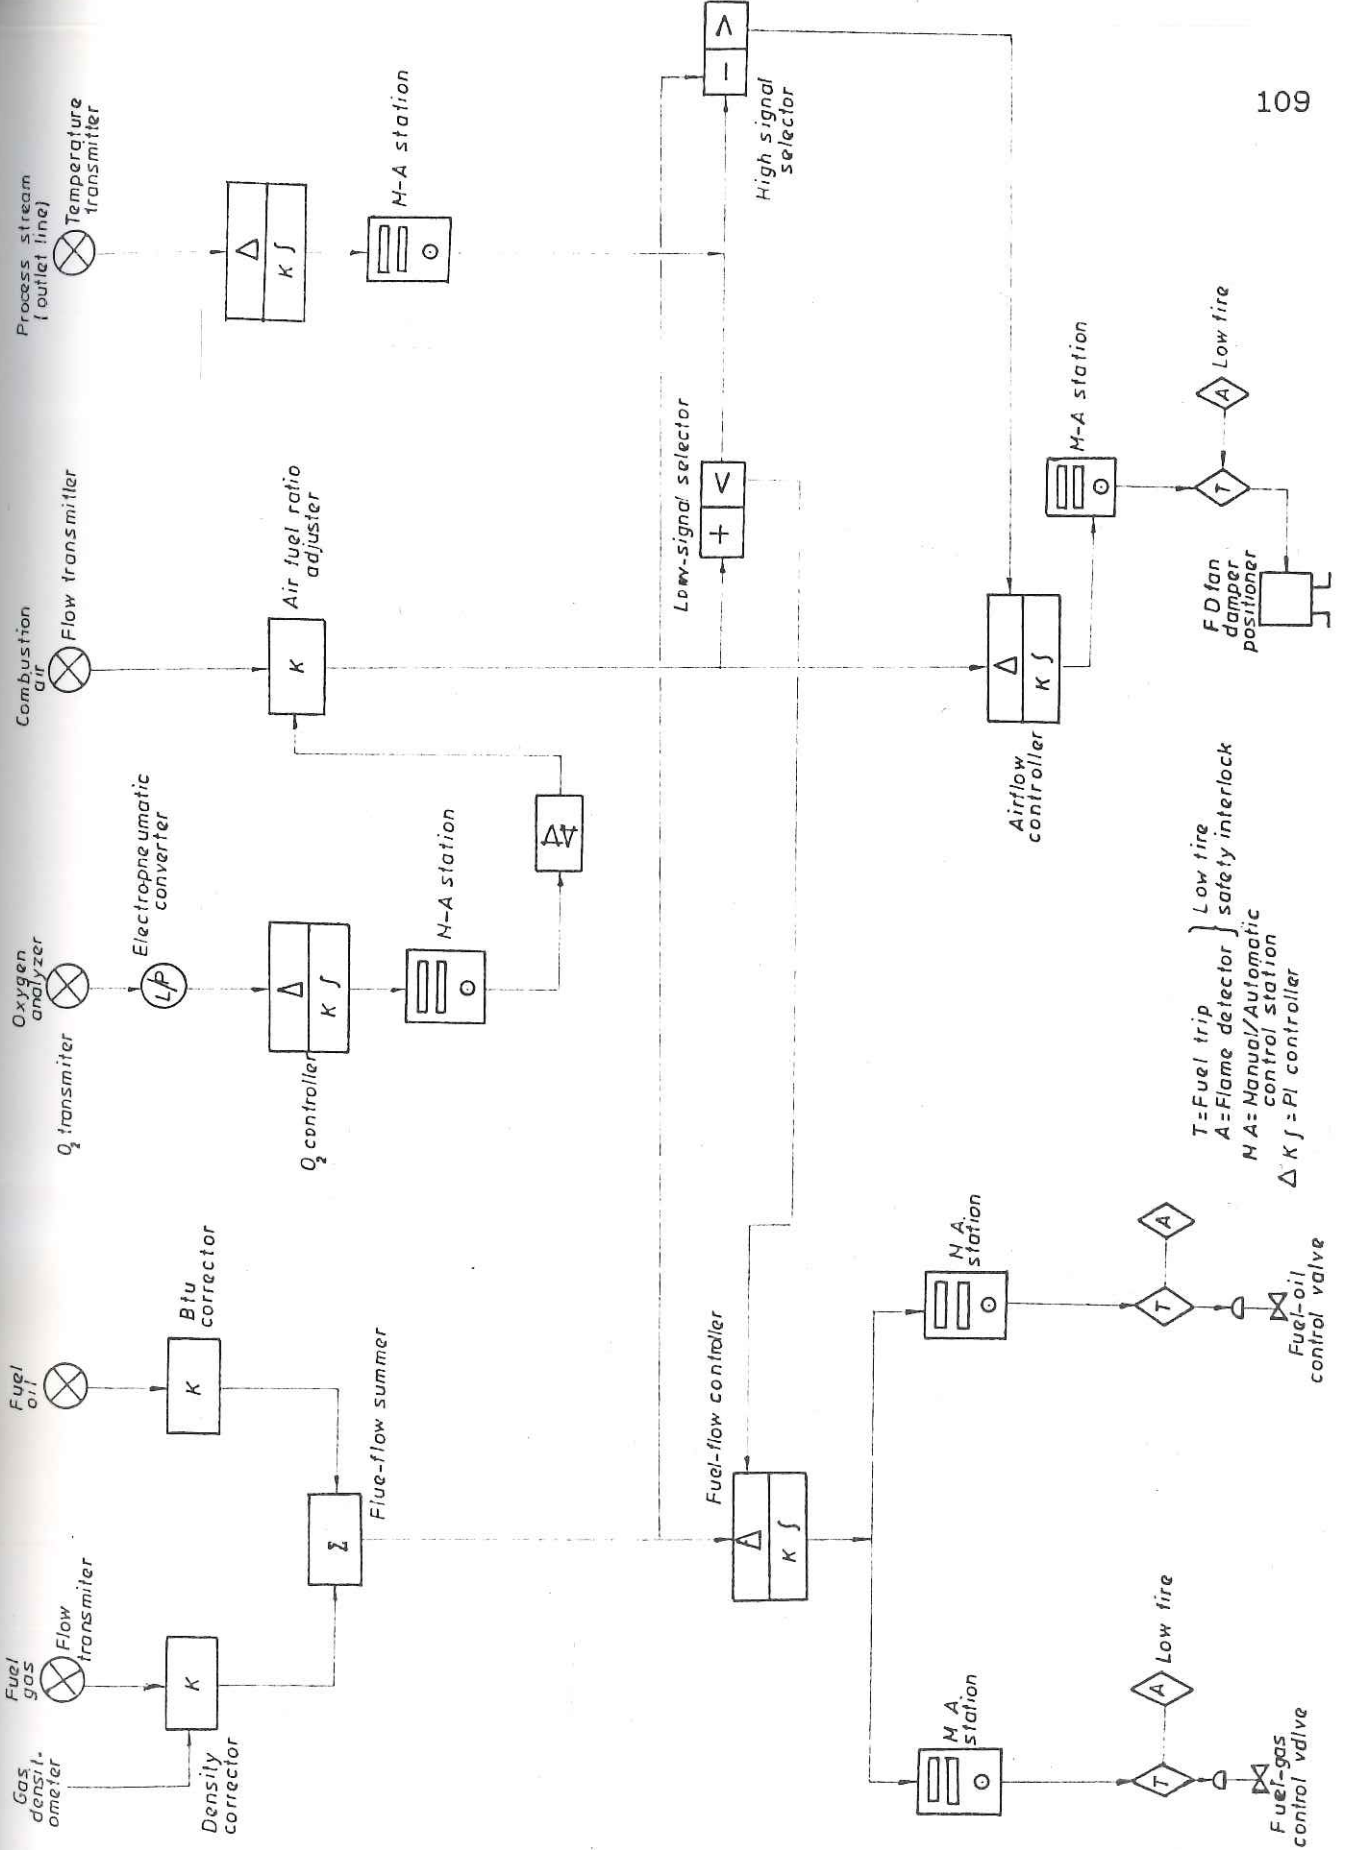 109
Gas
densit-
ometer
Fuel
gas
Flow
transmiter
K
Density
corrector
Fuel
oil
K
Btu
corrector
Σ
Flue-flow summer
O₂ transmiter
Oxygen
analyzer
Electropneumatic
converter
Δ
K ∫
O₂ controller
M-A station
Combustion
air
Flow transmitter
K
Air fuel ratio
adjuster
Process stream
(outlet line)
Temperature
transmitter
Δ
K ∫
M-A station
Low-signal selector
+ <
High signal
selector
- >
Fuel-flow controller
Δ
K ∫
M A.
station
T
A Low fire
Fuel-gas
control valve
M A.
station
T
A
Fuel-oil
control valve
Airflow
controller
Δ
K ∫
M-A station
T
A Low fire
FD fan
damper
positioner
T = Fuel trip
A = Flame detector
} Low fire
safety interlock
M A = Manual/Automatic
control station
Δ K ∫ = PI controller